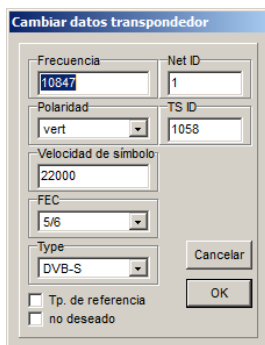 Cambiar datos transpondedor
Frecuencia
Net ID
10847
1
Polaridad
TS ID
vert
1058
Velocidad de símbolo
22000
FEC
5/6
Type
DVB-S
Cancelar
Tp. de referencia
OK
no deseado